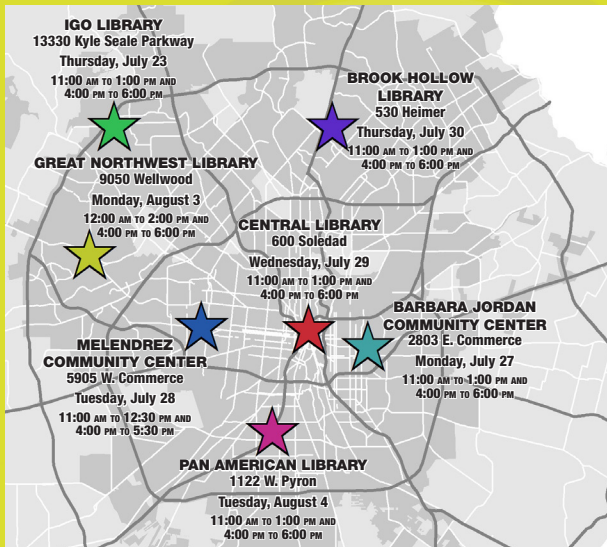 IGO LIBRARY
13330 Kyle Seale Parkway
Thursday, July 23
11:00 AM TO 1:00 PM AND
4:00 PM TO 6:00 PM
BROOK HOLLOW
LIBRARY
530 Heimer
Thursday, July 30
11:00 AM TO 1:00 PM AND
4:00 PM TO 6:00 PM
GREAT NORTHWEST LIBRARY
9050 Wellwood
Monday, August 3
12:00 AM TO 2:00 PM AND
4:00 PM TO 6:00 PM
CENTRAL LIBRARY
600 Soledad
Wednesday, July 29
11:00 AM TO 1:00 PM AND
4:00 PM TO 6:00 PM
BARBARA JORDAN
COMMUNITY CENTER
2803 E. Commerce
Monday, July 27
11:00 AM TO 1:00 PM AND
4:00 PM TO 6:00 PM
MELENDREZ
COMMUNITY CENTER
5905 W. Commerce
Tuesday, July 28
11:00 AM TO 12:30 PM AND
4:00 PM TO 5:30 PM
PAN AMERICAN LIBRARY
1122 W. Pyron
Tuesday, August 4
11:00 AM TO 1:00 PM AND
4:00 PM TO 6:00 PM